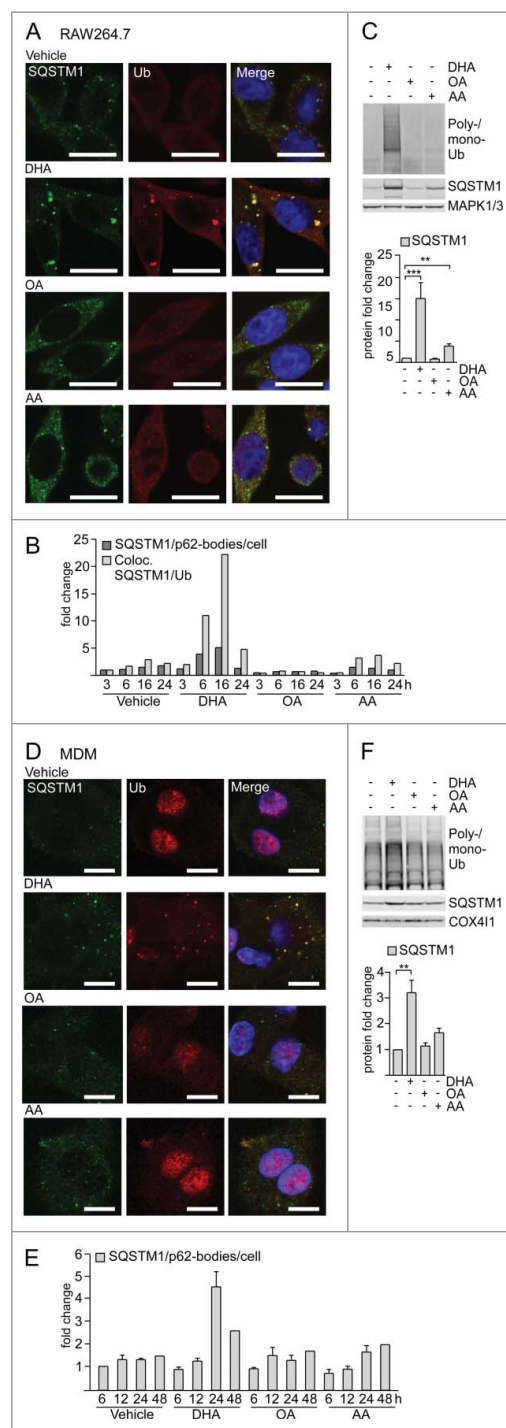 A RAW264.7
Vehicle
SQSTM1 Ub Merge
DHA
OA
AA
B
SQSTM1/p62-bodies/cell
Coloc.
SQSTM1/Ub
fold change
25
20
15
10
5
3 6 16 24 3 6 16 24 3 6 16 24 3 6 16 24 h
Vehicle DHA OA AA
C
- + - - DHA
- - + - OA
- - - + AA
Poly-/
mono-
Ub
SQSTM1
MAPK1/3
SQSTM1
**
***
protein fold change
20
15
10
5
- + - - DHA
- - + - OA
- - - + AA
D MDM
Vehicle
SQSTM1 Ub Merge
DHA
OA
AA
E
SQSTM1/p62-bodies/cell
fold change
6
5
4
3
2
1
6 12 24 48 6 12 24 48 6 12 24 48 6 12 24 48 h
Vehicle DHA OA AA
F
- + - - DHA
- - + - OA
- - - + AA
Poly-/
mono-
Ub
SQSTM1
COX4I1
SQSTM1
**
protein fold change
4
3
2
1
- + - - DHA
- - + - OA
- - - + AA